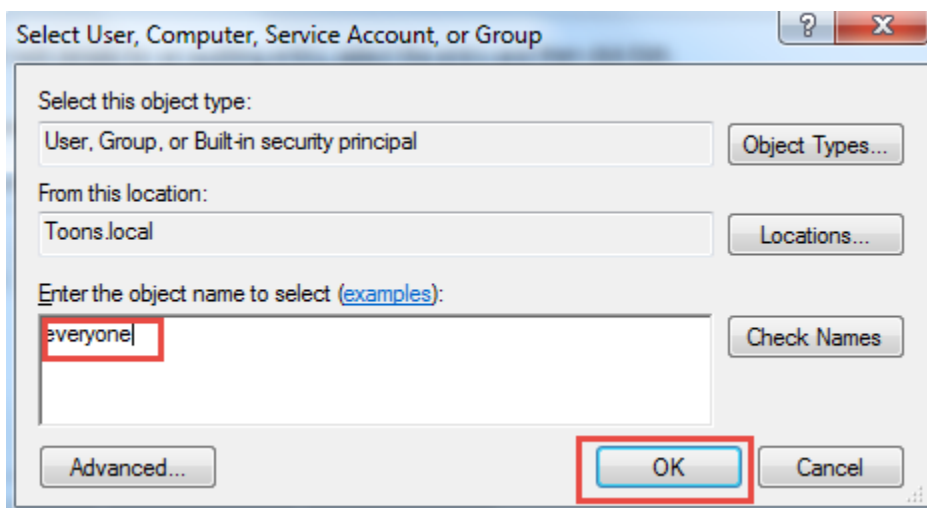 Select User, Computer, Service Account, or Group
Select this object type:
User, Group, or Built-in security principal
Object Types...
From this location:
Toons.local
Locations...
Enter the object name to select (examples):
everyone
Check Names
Advanced...
OK
Cancel